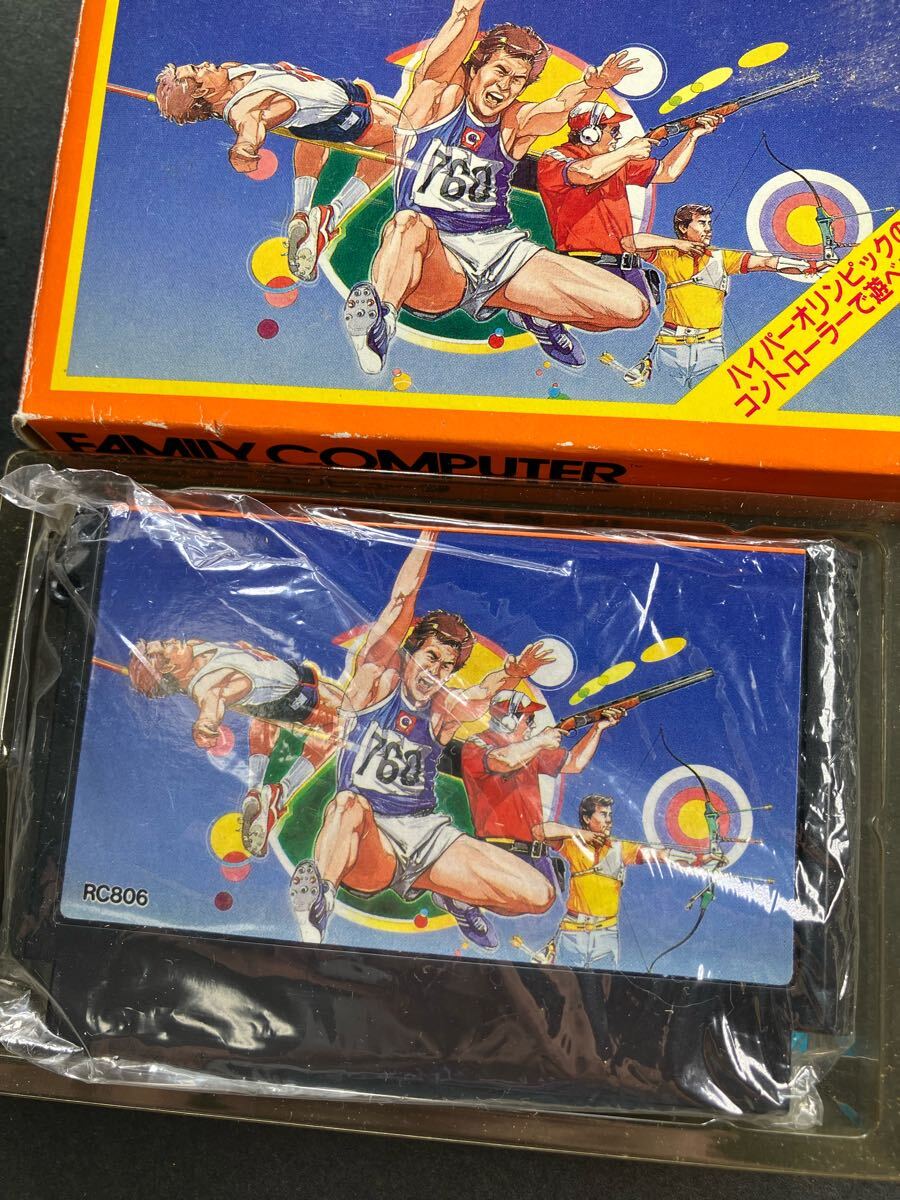 760
ハイパーオリンピックの
コントローラーで遊べ
FAMILY COMPUTER™
760
RC806